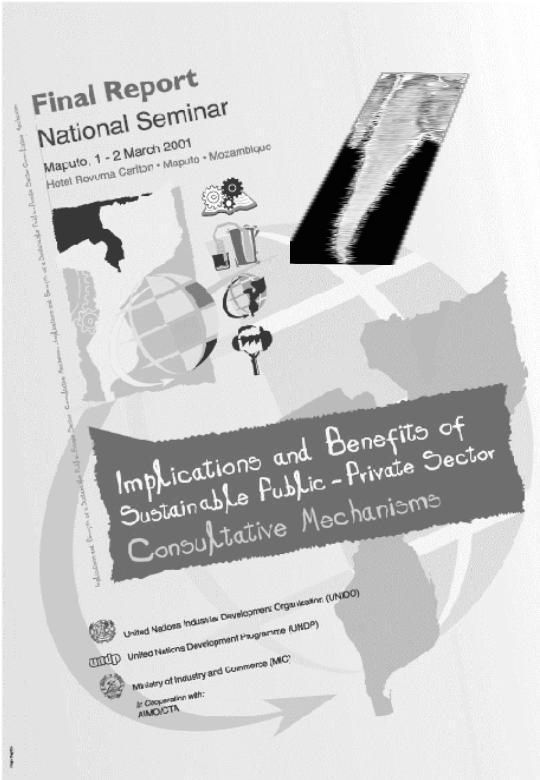 Final Report
National Seminar
Maputo, 1 - 2 March 2001
Hotel Rovuma Carlton • Maputo • Mozambique
Implications and Benefits of
Sustainable Public - Private Sector
Consultative Mechanisms
United Nations Industrial Development Organization (UNIDO)
undp United Nations Development Programme (UNDP)
Ministry of Industry and Commerce (MIC)
In Cooperation with:
AIMO/CTA